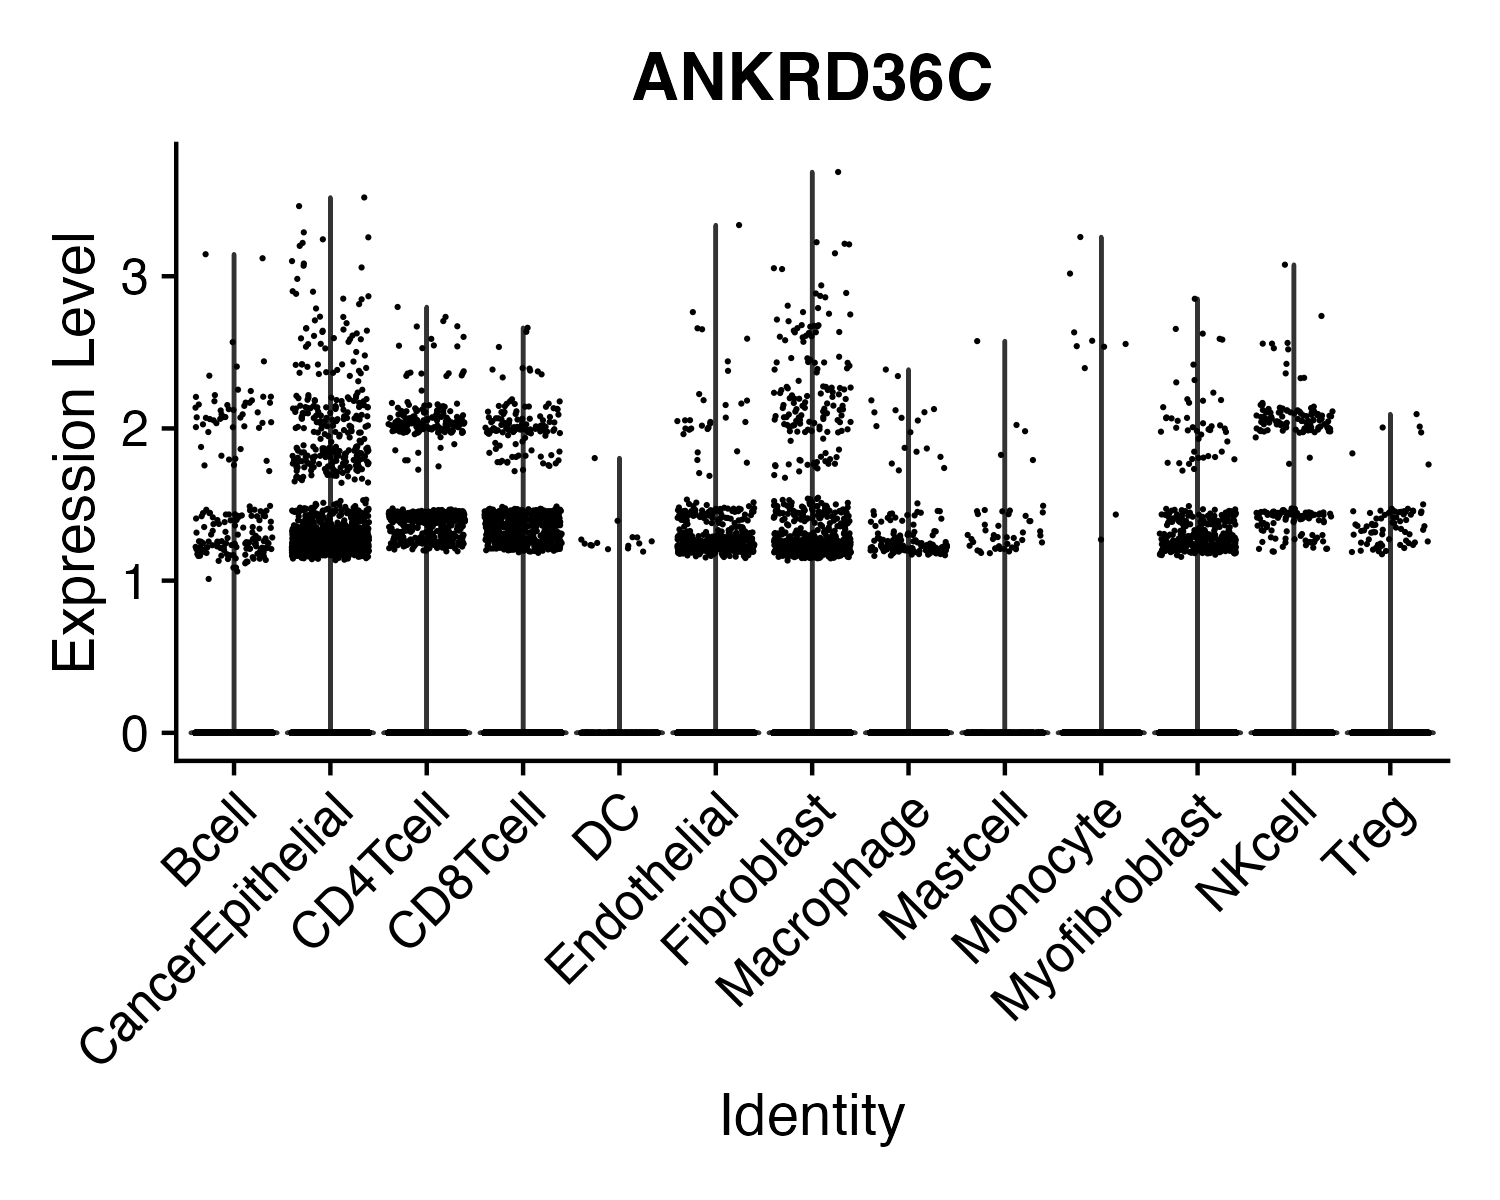 ANKRD36C
Expression Level
3
2
1
0
Bcell
CancerEpithelial
CD4Tcell
CD8Tcell
DC
Endothelial
Fibroblast
Macrophage
Mastcell
Monocyte
Myofibroblast
NKcell
Treg
Identity